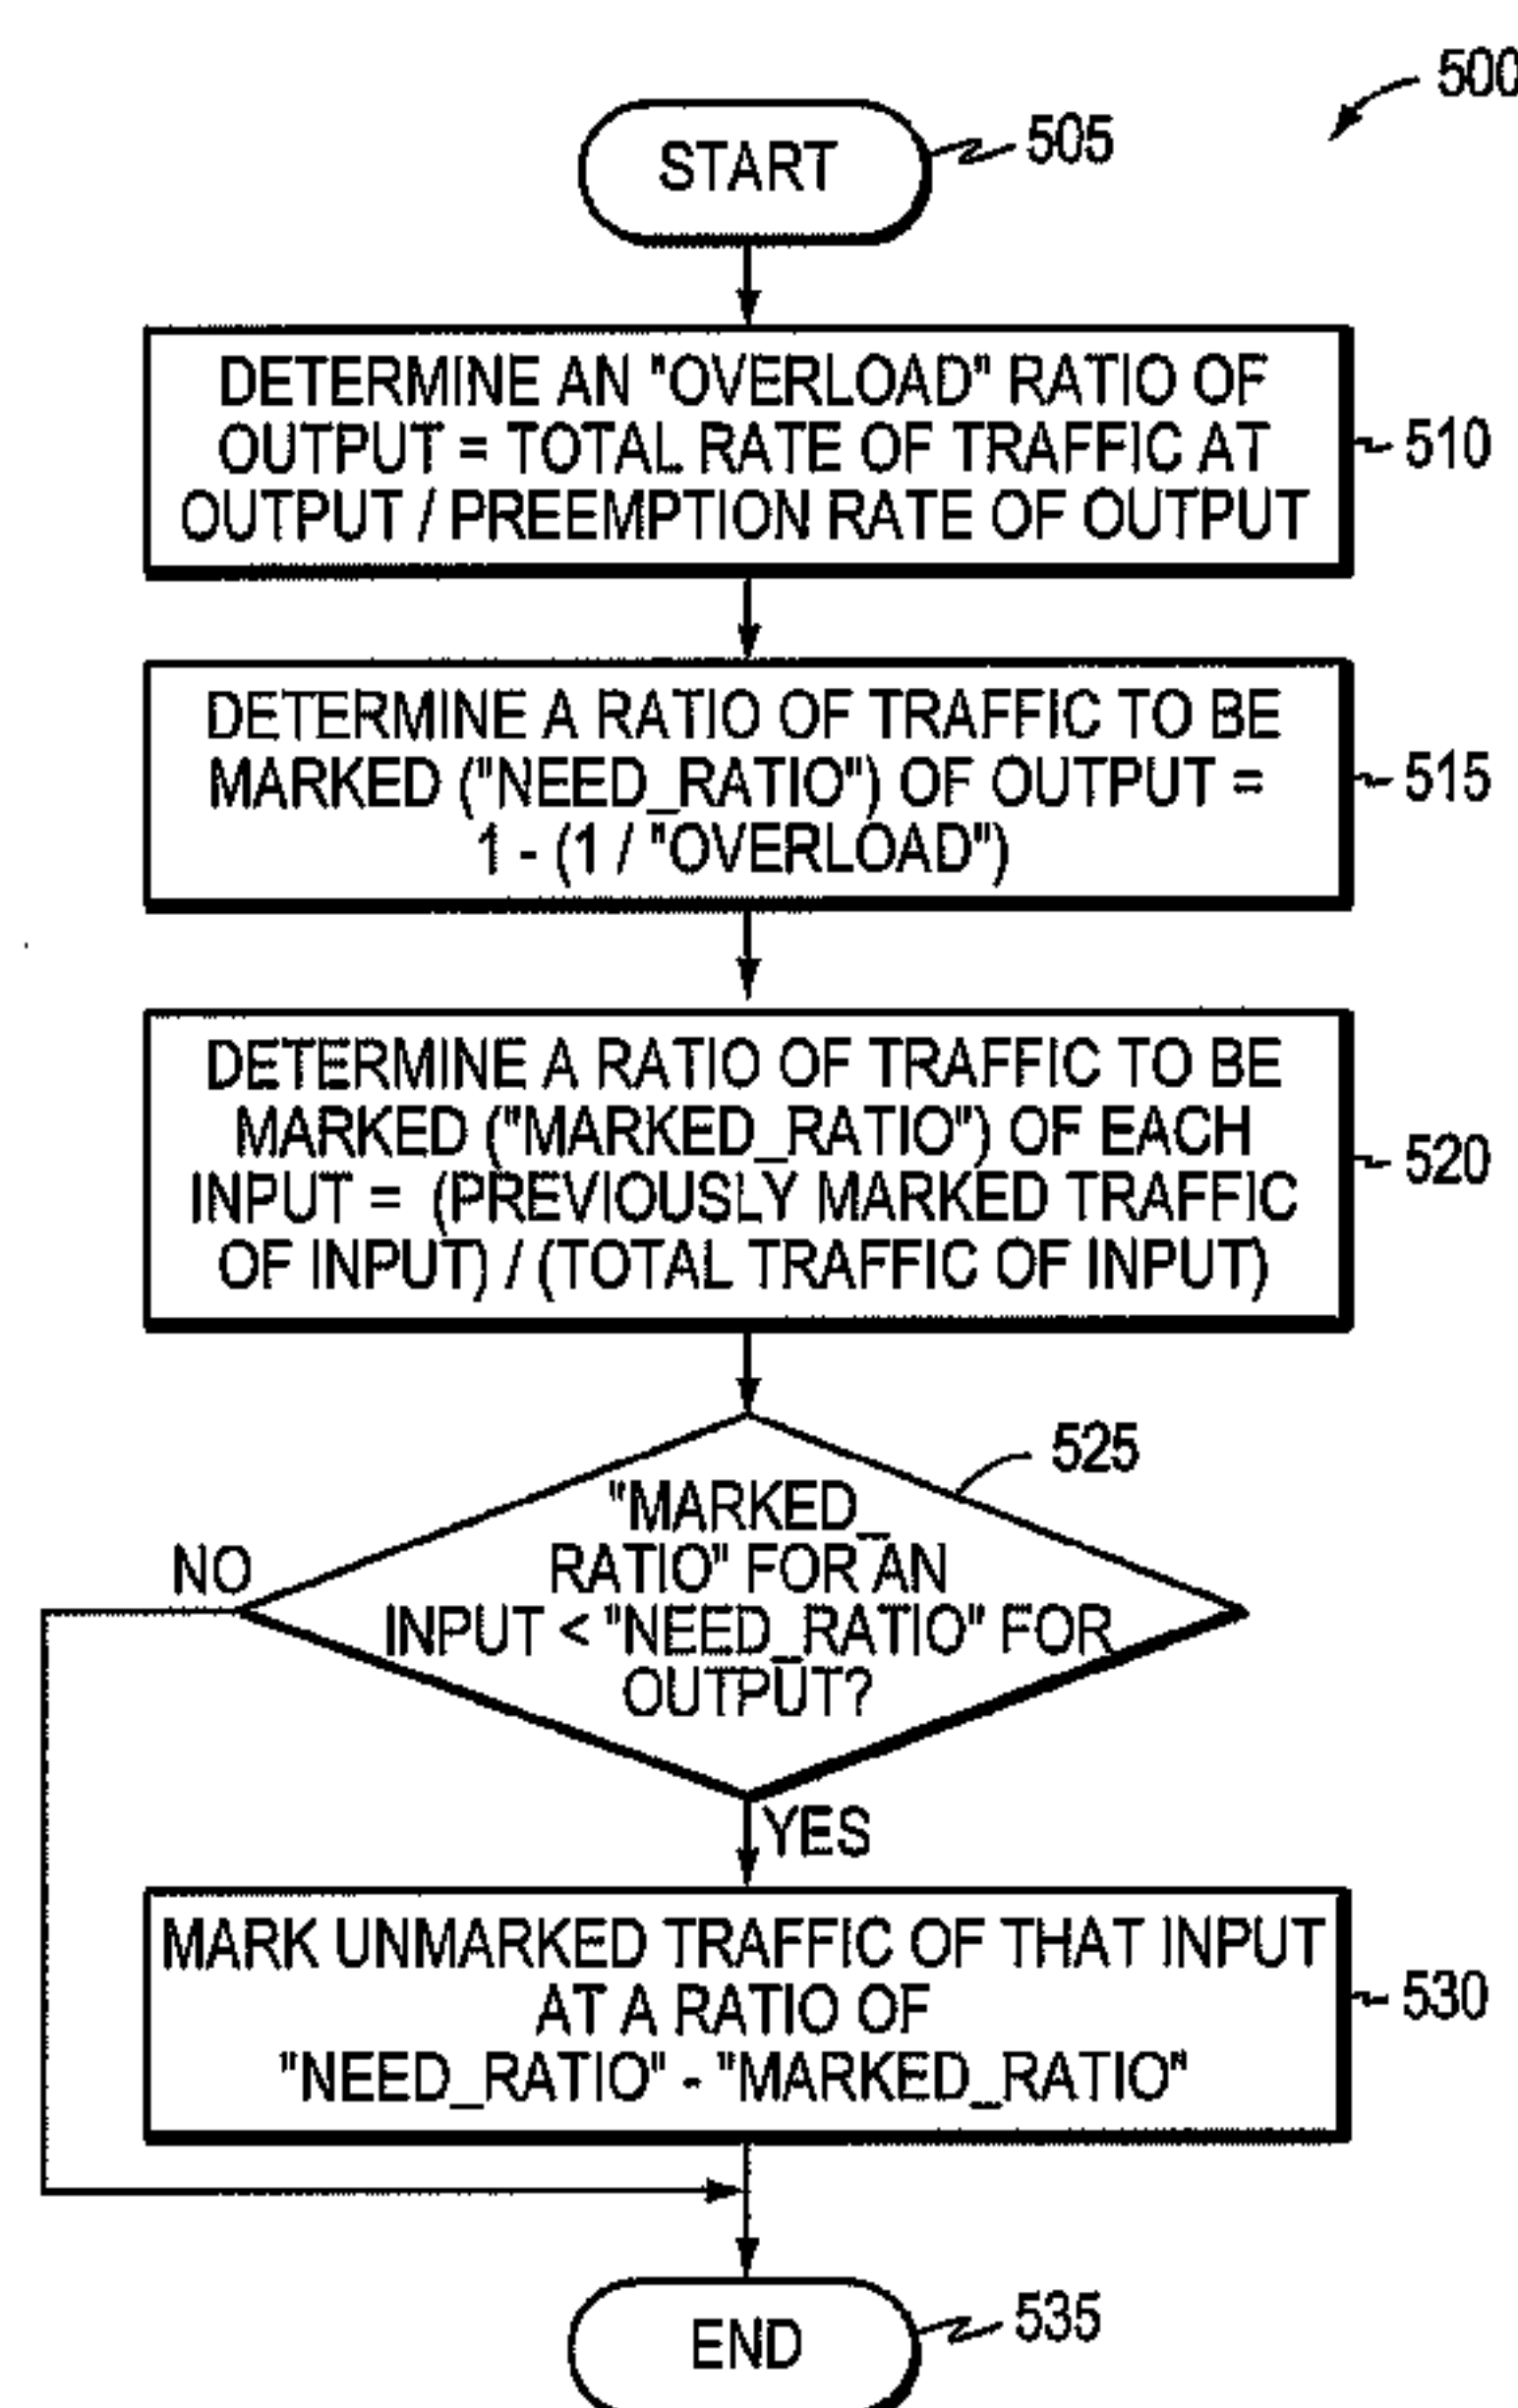 500
START
505
DETERMINE AN "OVERLOAD" RATIO OF
OUTPUT = TOTAL RATE OF TRAFFIC AT
OUTPUT / PREEMPTION RATE OF OUTPUT
510
DETERMINE A RATIO OF TRAFFIC TO BE
MARKED ("NEED_RATIO") OF OUTPUT =
1 - (1 / "OVERLOAD")
515
DETERMINE A RATIO OF TRAFFIC TO BE
MARKED ("MARKED_RATIO") OF EACH
INPUT = (PREVIOUSLY MARKED TRAFFIC
OF INPUT) / (TOTAL TRAFFIC OF INPUT)
520
525
"MARKED_
RATIO" FOR AN
INPUT < "NEED_RATIO" FOR
OUTPUT?
NO
YES
MARK UNMARKED TRAFFIC OF THAT INPUT
AT A RATIO OF
"NEED_RATIO" - "MARKED_RATIO"
530
END
535